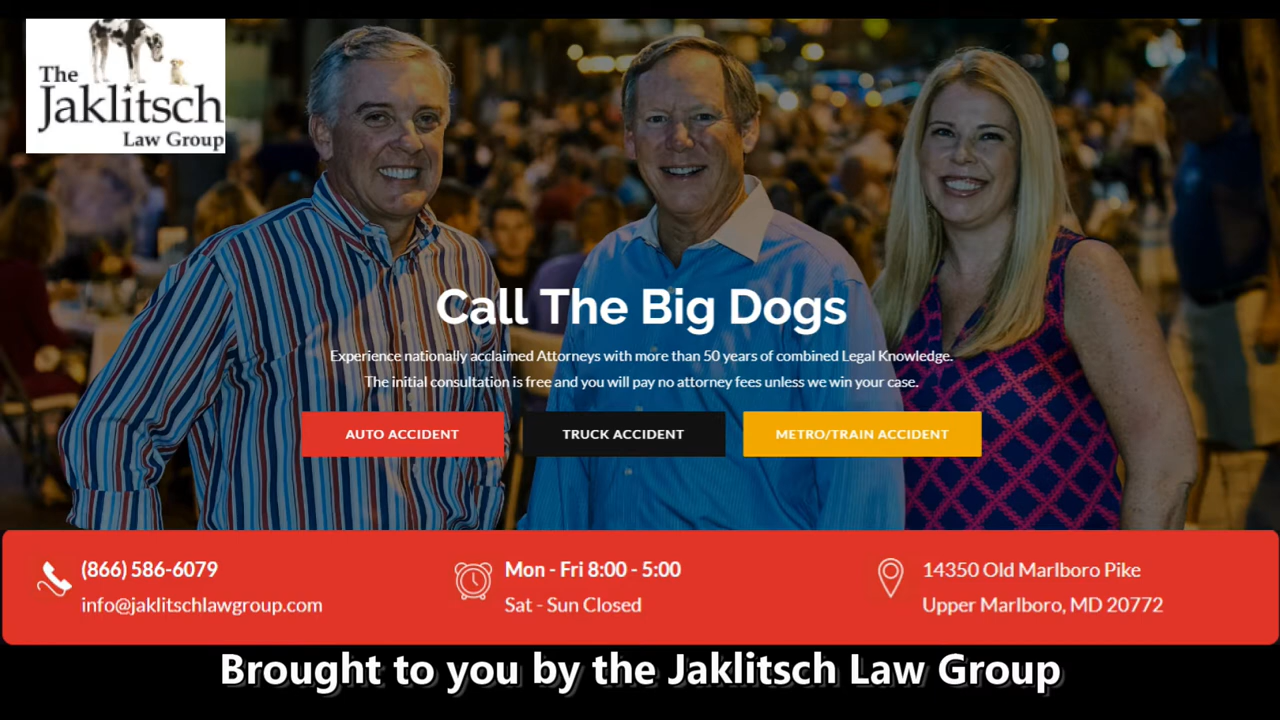 The
Jaklitsch
Law Group
Call The Big Dogs
Experience nationally acclaimed Attorneys with more than 50 years of combined Legal Knowledge.
The initial consultation is free and you will pay no attorney fees unless we win your case.
AUTO ACCIDENT
TRUCK ACCIDENT
METRO/TRAIN ACCIDENT
(866) 586-6079
info@jaklitschlawgroup.com
Mon - Fri 8:00 - 5:00
Sat - Sun Closed
14350 Old Marlboro Pike
Upper Marlboro, MD 20772
Brought to you by the Jaklitsch Law Group